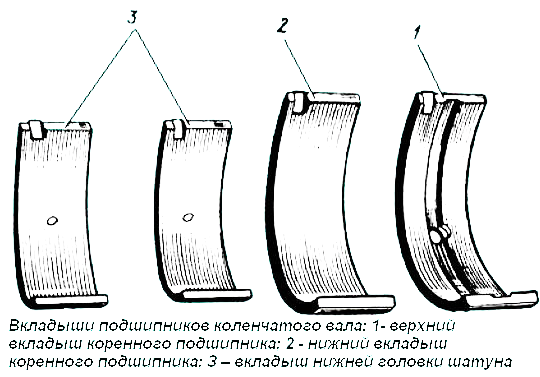 3
2
1
Вкладыши подшипников коленчатого вала: 1- верхний
вкладыш коренного подшипника: 2 - нижний вкладыш
коренного подшипника: 3 – вкладыш нижней головки шатуна